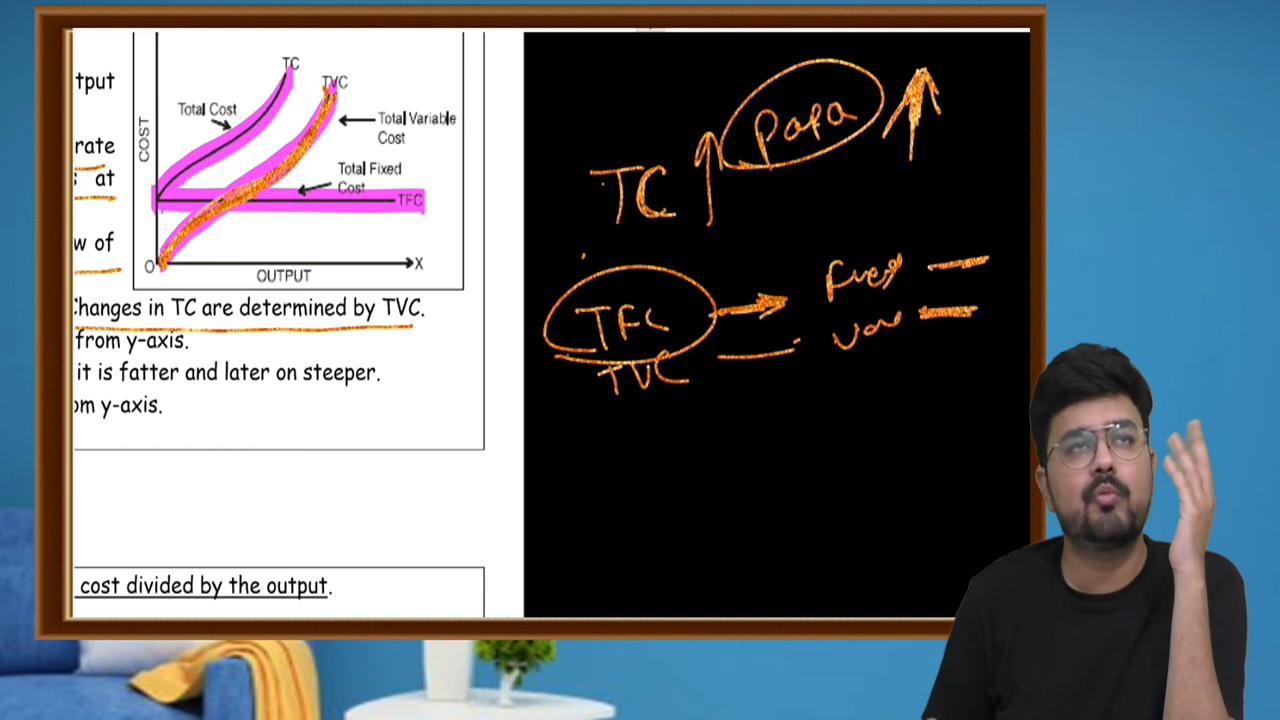 tput
rate
s at
w of
TC
TVC
Total Cost
Total Variable
Cost
Total Fixed
Cost
TFC
COST
O
OUTPUT
X
Changes in TC are determined by TVC.
from y-axis.
it is fatter and later on steeper.
om y-axis.
cost divided by the output.
Papa
TC
TFC
TVC
Fixed
Var